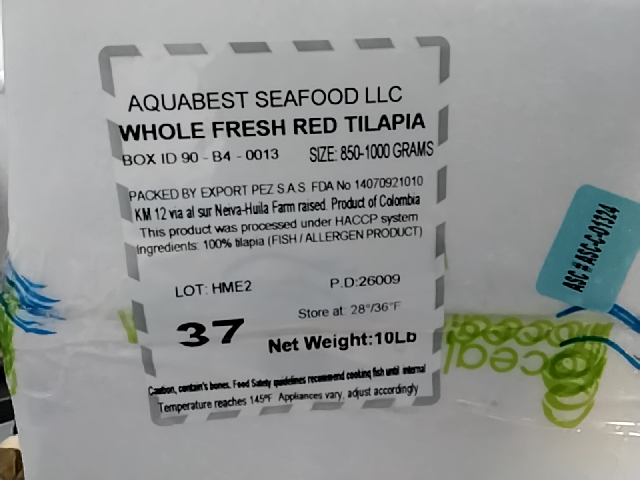 AQUABEST SEAFOOD LLC
WHOLE FRESH RED TILAPIA
BOX ID 90 - B4 - 0013 SIZE: 850-1000 GRAMS
PACKED BY EXPORT PEZ S.A.S. FDA No 14070921010
KM 12 via al sur Neiva-Huila Farm raised. Product of Colombia
This product was processed under HACCP system
Ingredients: 100% tilapia (FISH / ALLERGEN PRODUCT)
LOT: HME2 P.D:26009
37 Store at: 28°/36°F
Net Weight:10Lb
Caution, contain's bones. Food Safety guidelines recommend cooking fish until internal
Temperature reaches 145ºF Appliances vary, adjust accordingly
ASC # ASC-C-01324